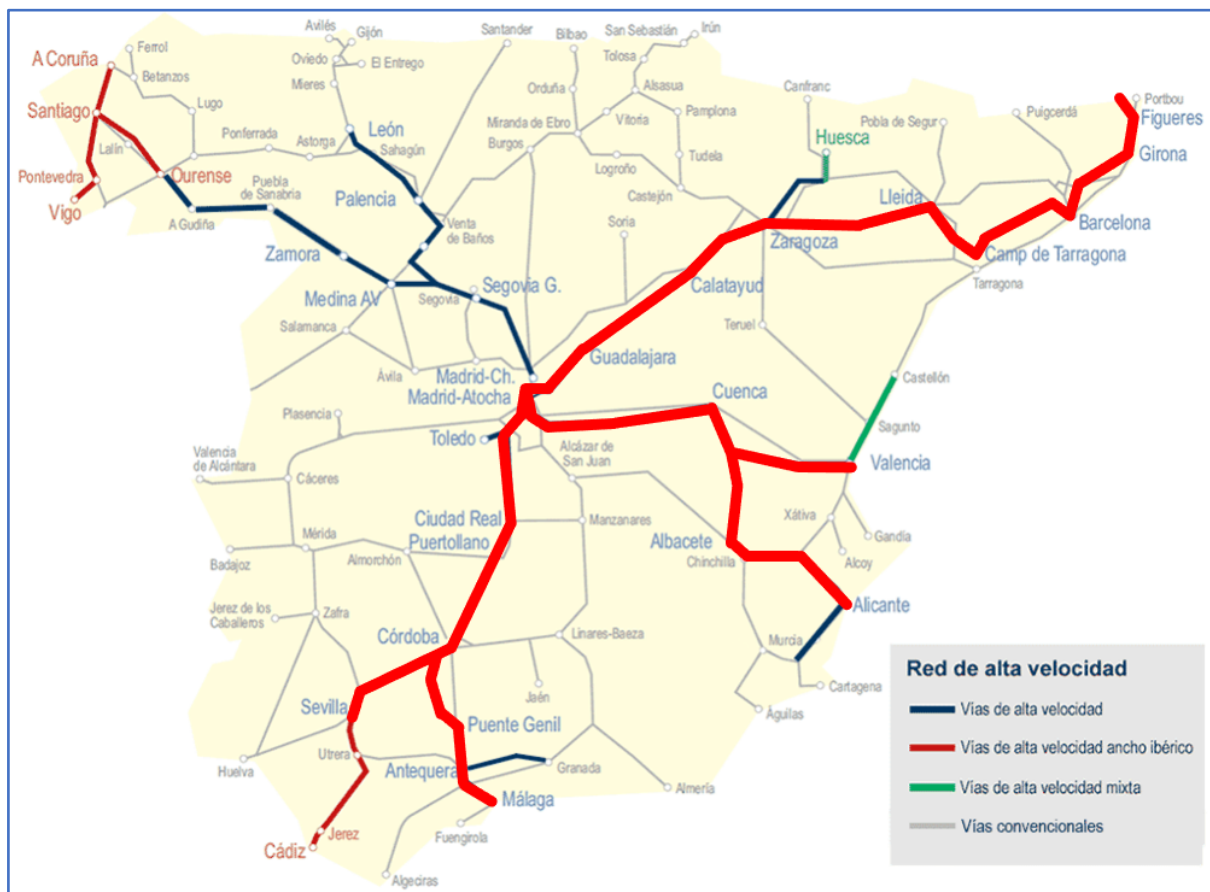 Avilés
Gijón
Santander
Bilbao
San Sebastián
Irún
A Coruña
Ferrol
Oviedo
El Entrego
Tolosa
Betanzos
Mieres
Orduña
Alsasua
Canfranc
Portbou
Santiago
Lugo
León
Vitoria
Pamplona
Huesca
Pobla de Segur
Puigcerdá
Figueres
Lalín
Ponferrada
Astorga
Sahagún
Miranda de Ebro
Burgos
Girona
Pontevedra
Ourense
Logroño
Tudela
Vigo
Puebla
de Sanabria
Palencia
Castejón
Lleida
A Gudiña
Venta
de Baños
Soria
Zaragoza
Barcelona
Zamora
Camp de Tarragona
Medina AV
Segovia
Segovia G.
Calatayud
Tarragona
Salamanca
Teruel
Ávila
Guadalajara
Madrid-Ch.
Madrid-Atocha
Cuenca
Castellón
Plasencia
Sagunto
Toledo
Alcázar de
San Juan
Valencia
de Alcántara
Valencia
Cáceres
Ciudad Real
Puertollano
Manzanares
Xátiva
Gandía
Mérida
Albacete
Badajoz
Almorchón
Chinchilla
Alcoy
Jerez de los
Caballeros
Zafra
Alicante
Córdoba
Linares-Baeza
Murcia
Jaén
Cartagena
Sevilla
Águilas
Puente Genil
Utrera
Huelva
Antequera
Granada
Almería
Málaga
Jerez
Fuengirola
Cádiz
Algeciras
Red de alta velocidad
Vías de alta velocidad
Vías de alta velocidad ancho ibérico
Vías de alta velocidad mixta
Vías convencionales